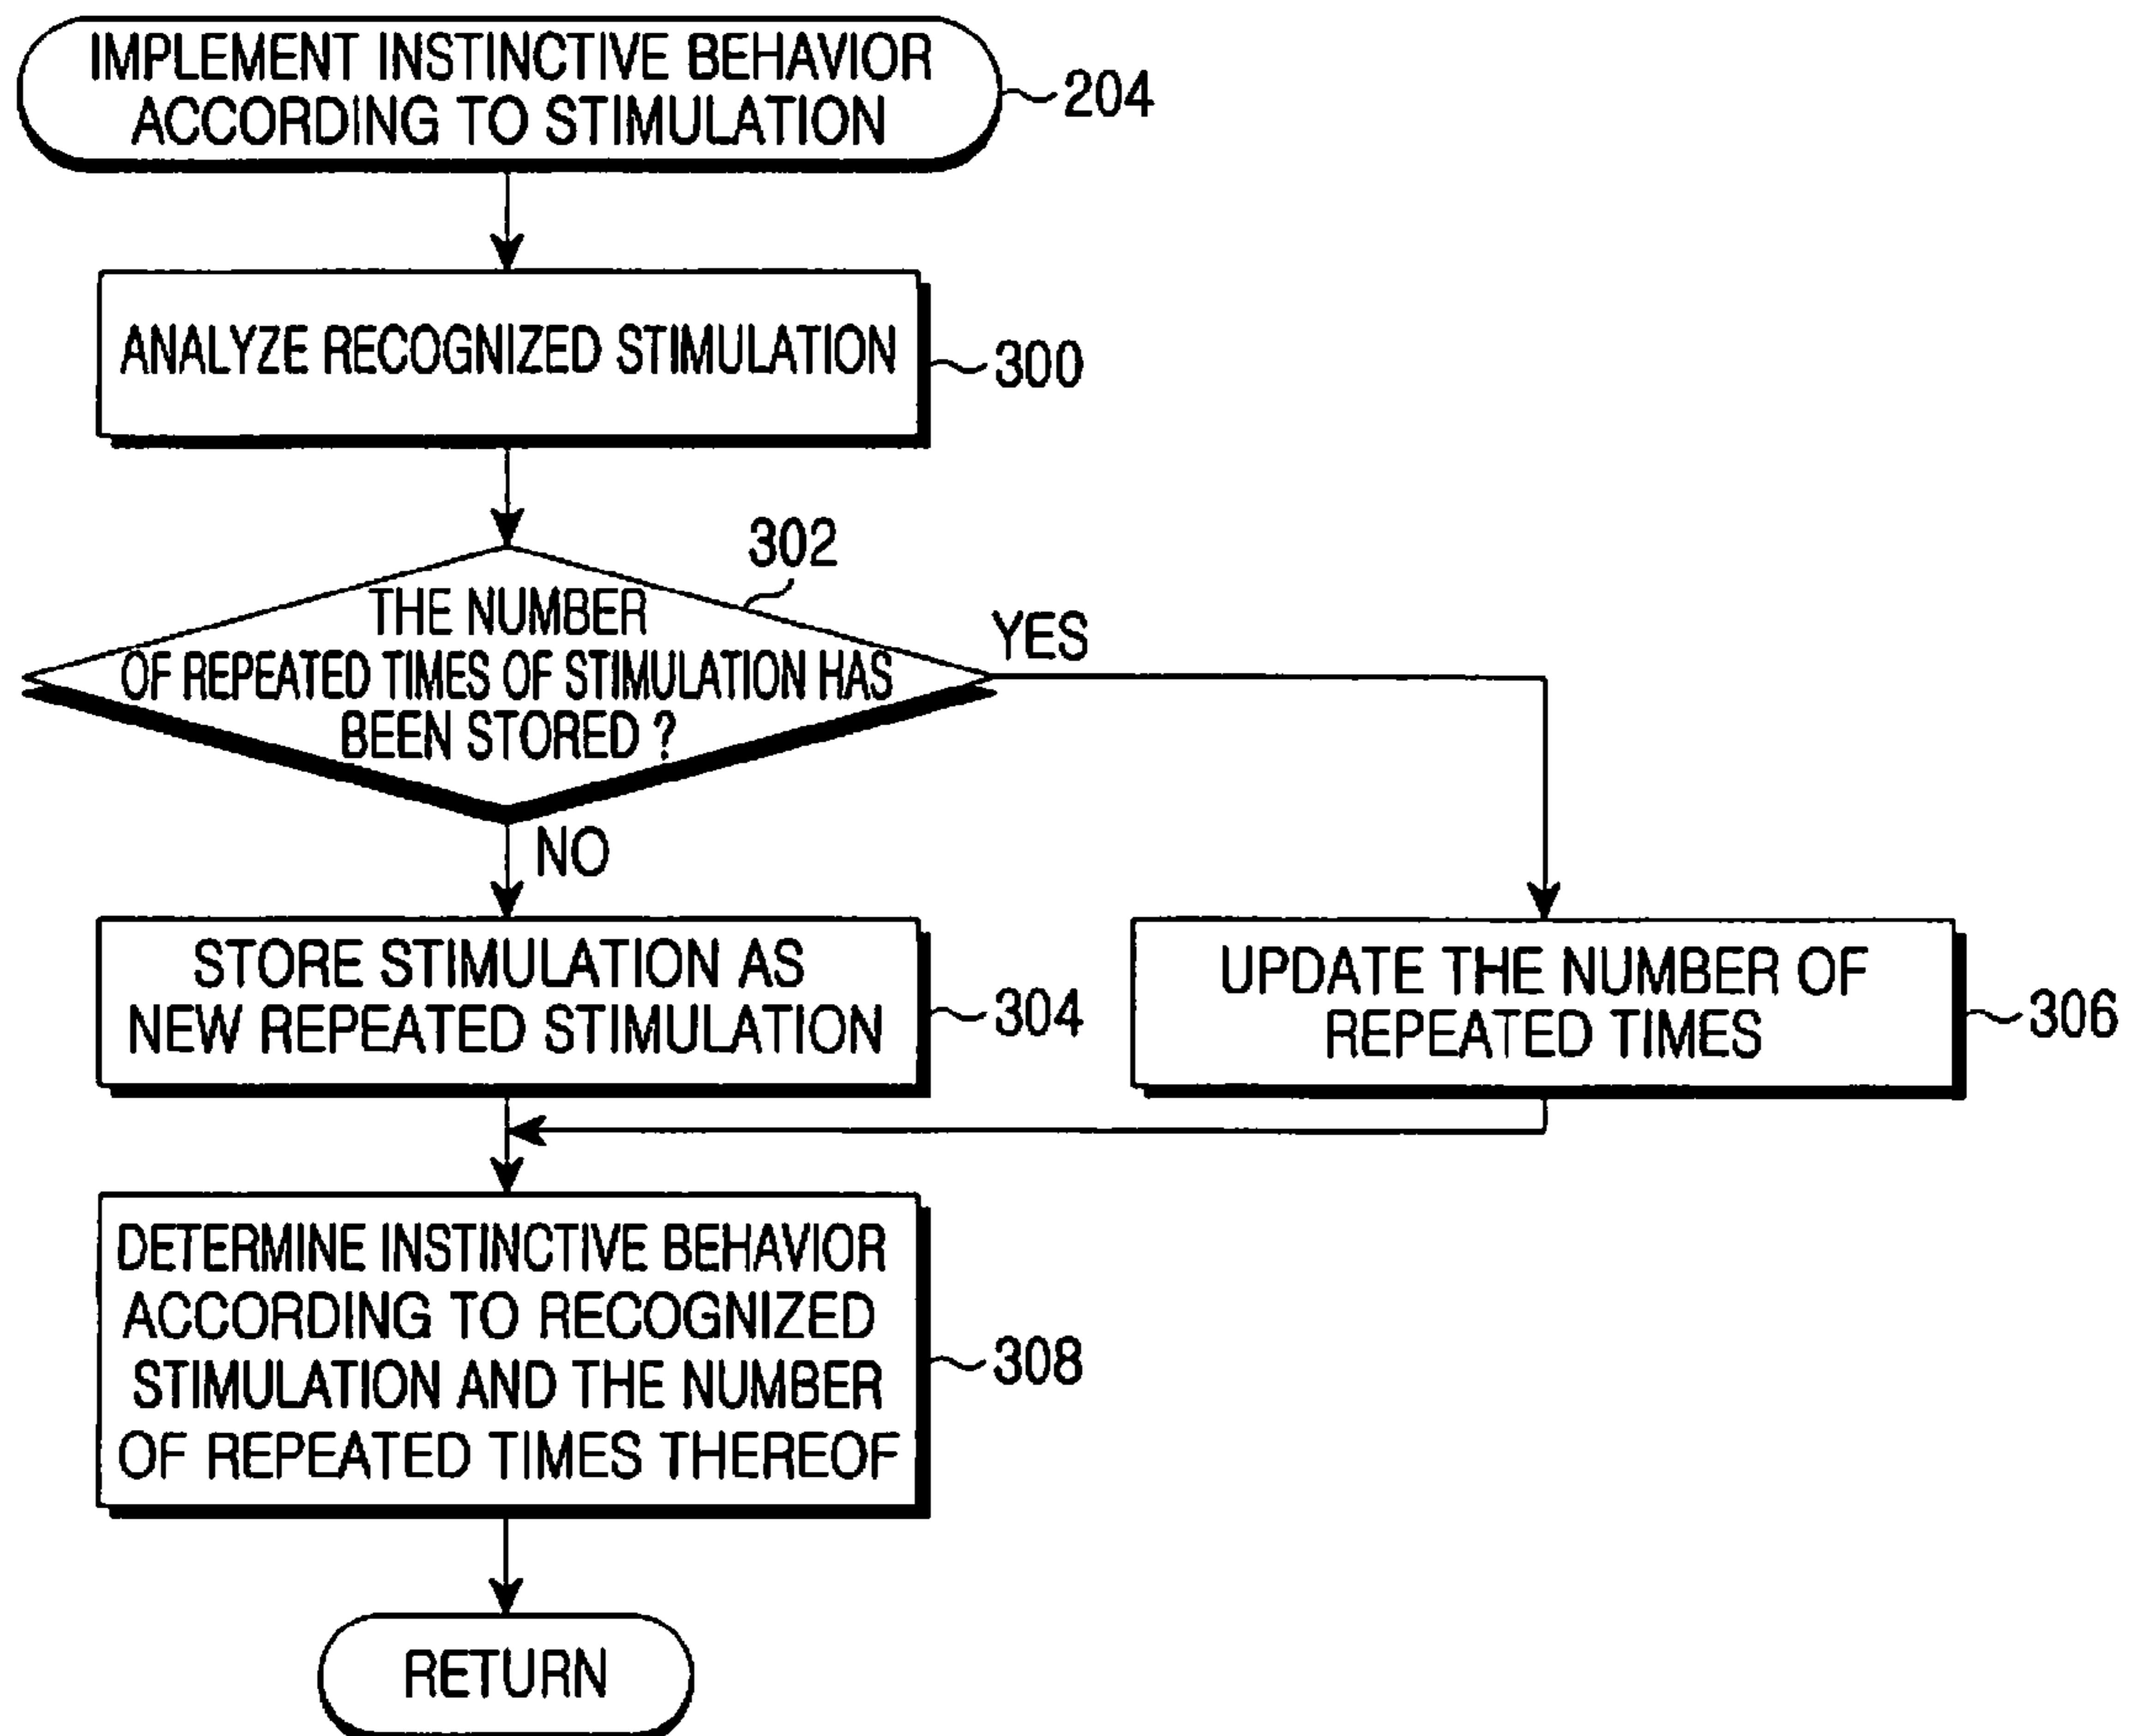 IMPLEMENT INSTINCTIVE BEHAVIOR
ACCORDING TO STIMULATION
204
ANALYZE RECOGNIZED STIMULATION
300
302
THE NUMBER
OF REPEATED TIMES OF STIMULATION HAS
BEEN STORED ?
YES
NO
STORE STIMULATION AS
NEW REPEATED STIMULATION
304
UPDATE THE NUMBER OF
REPEATED TIMES
306
DETERMINE INSTINCTIVE BEHAVIOR
ACCORDING TO RECOGNIZED
STIMULATION AND THE NUMBER
OF REPEATED TIMES THEREOF
308
RETURN